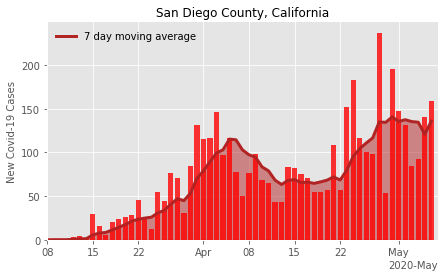 San Diego County, California
7 day moving average
New Covid-19 Cases
200
150
100
50
0
08 15 22 Apr 08 15 22 May
2020-May